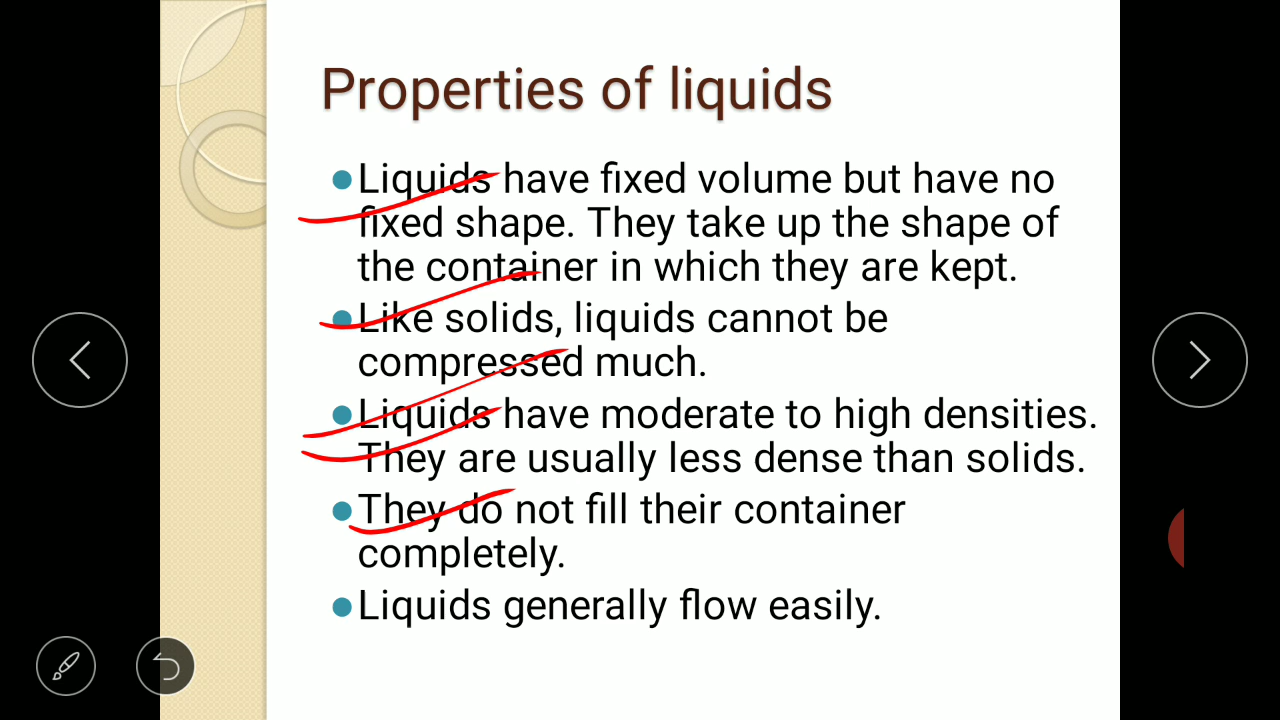 Properties of liquids
Liquids have fixed volume but have no
fixed shape. They take up the shape of
the container in which they are kept.
Like solids, liquids cannot be
compressed much.
Liquids have moderate to high densities.
They are usually less dense than solids.
They do not fill their container
completely.
Liquids generally flow easily.